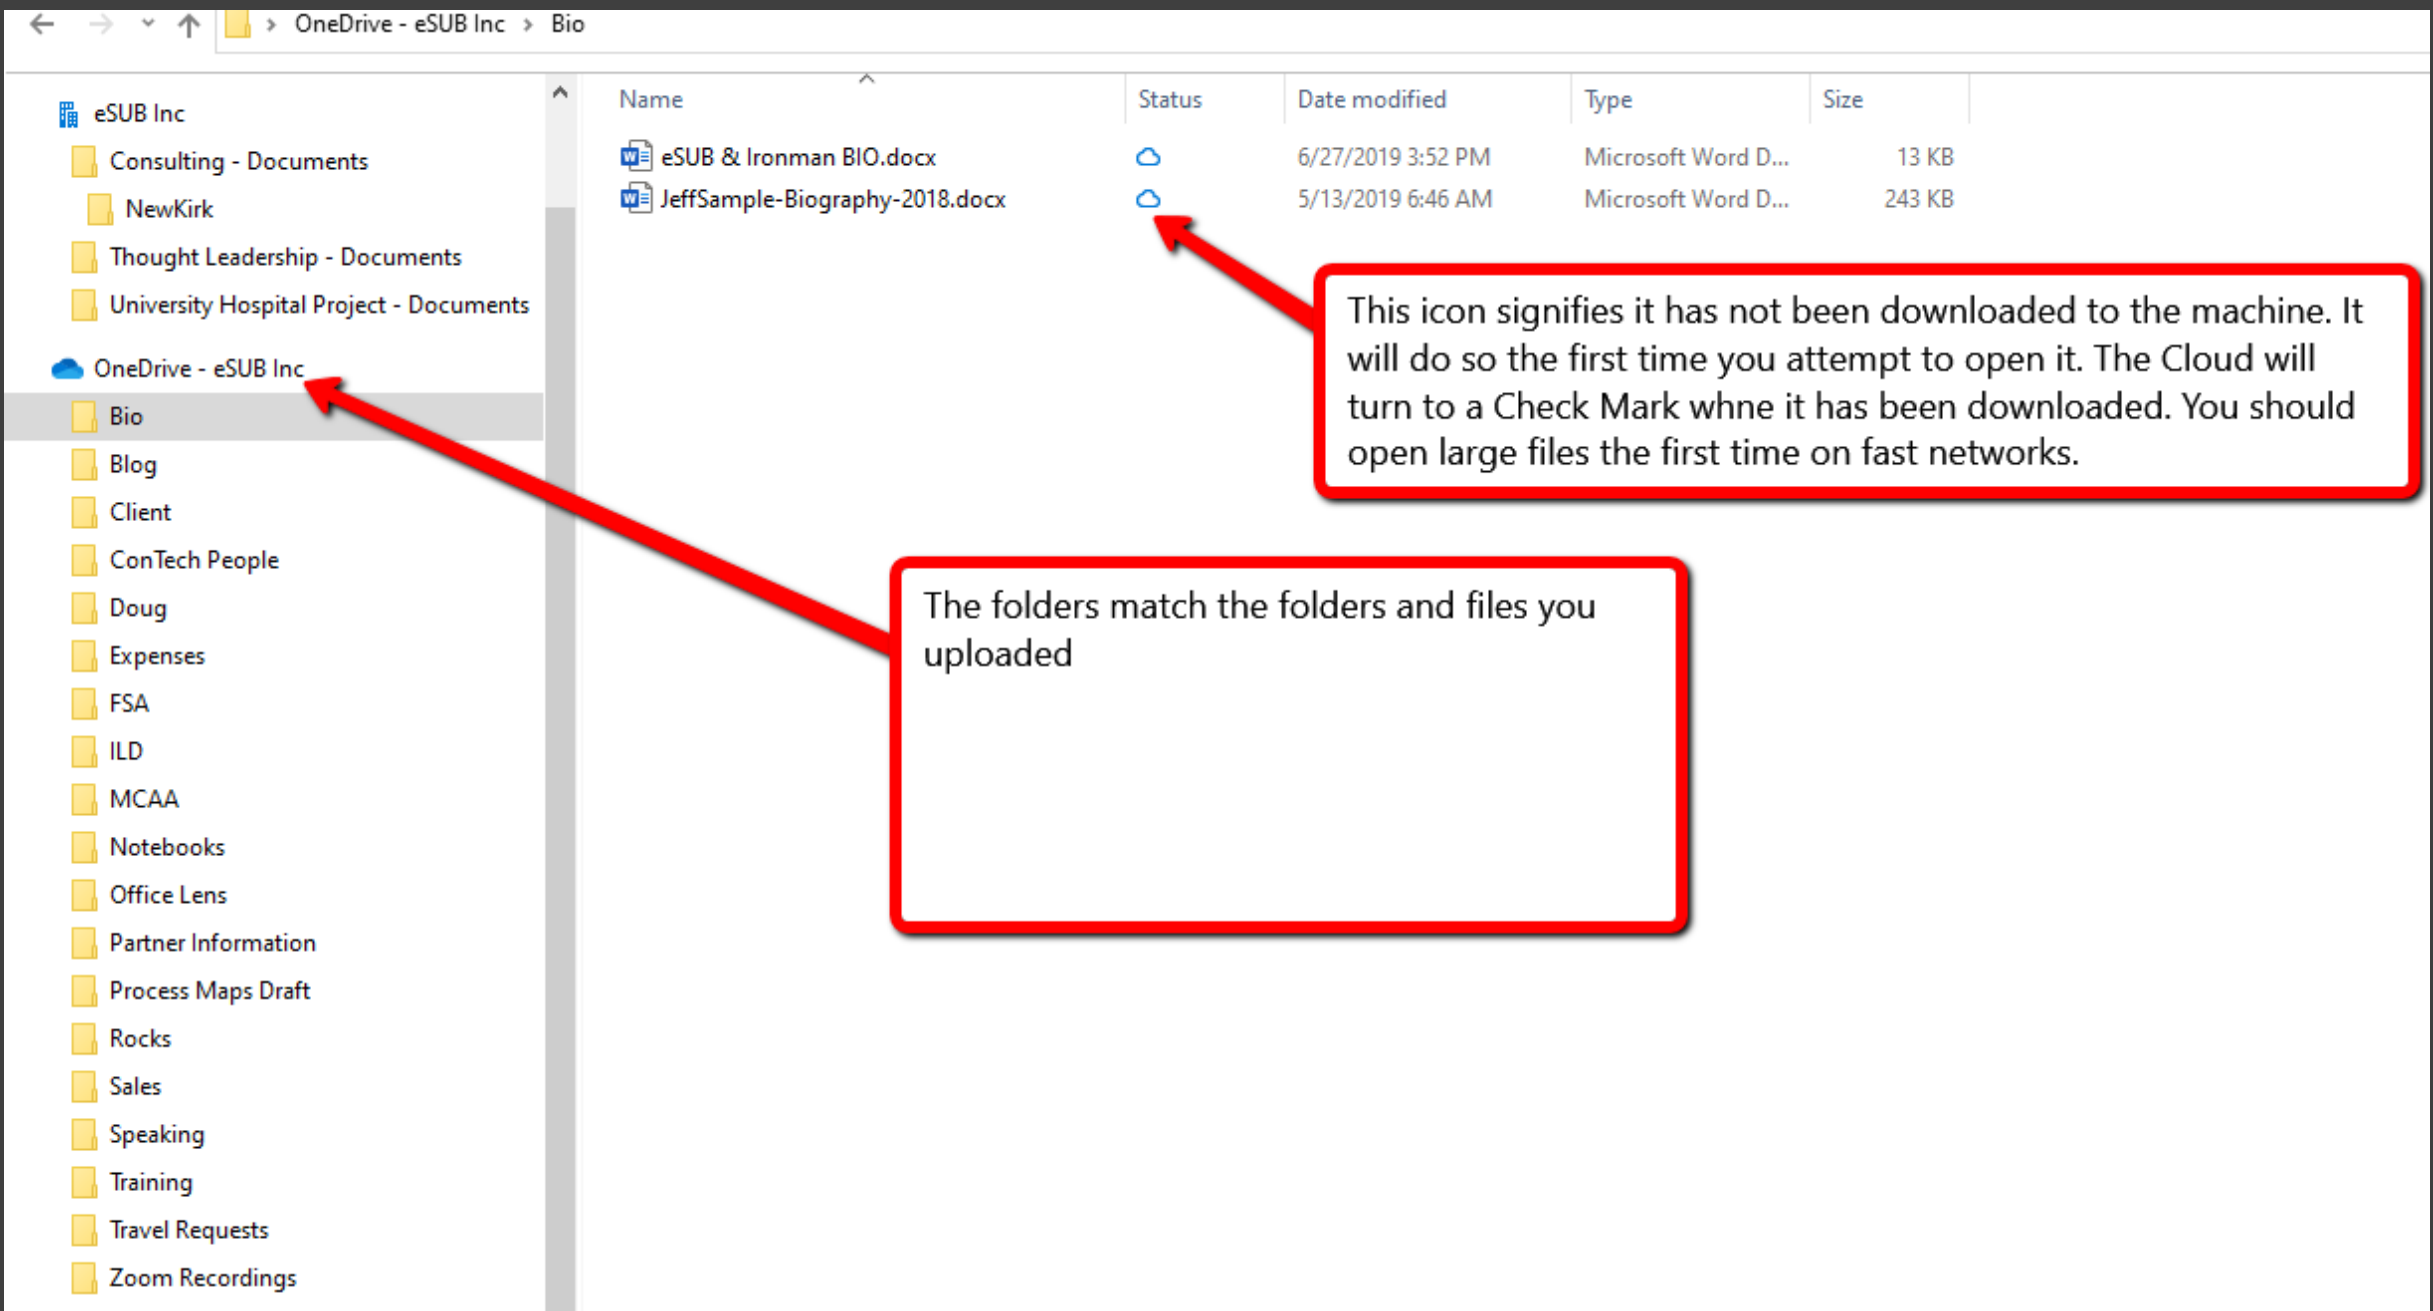 OneDrive - eSUB Inc > Bio
eSUB Inc
Consulting - Documents
NewKirk
Thought Leadership - Documents
University Hospital Project - Documents
OneDrive - eSUB Inc
Bio
Blog
Client
ConTech People
Doug
Expenses
FSA
ILD
MCAA
Notebooks
Office Lens
Partner Information
Process Maps Draft
Rocks
Sales
Speaking
Training
Travel Requests
Zoom Recordings
Name Status Date modified Type Size
eSUB & Ironman BIO.docx 6/27/2019 3:52 PM Microsoft Word D... 13 KB
JeffSample-Biography-2018.docx 5/13/2019 6:46 AM Microsoft Word D... 243 KB
This icon signifies it has not been downloaded to the machine. It
will do so the first time you attempt to open it. The Cloud will
turn to a Check Mark whne it has been downloaded. You should
open large files the first time on fast networks.
The folders match the folders and files you
uploaded